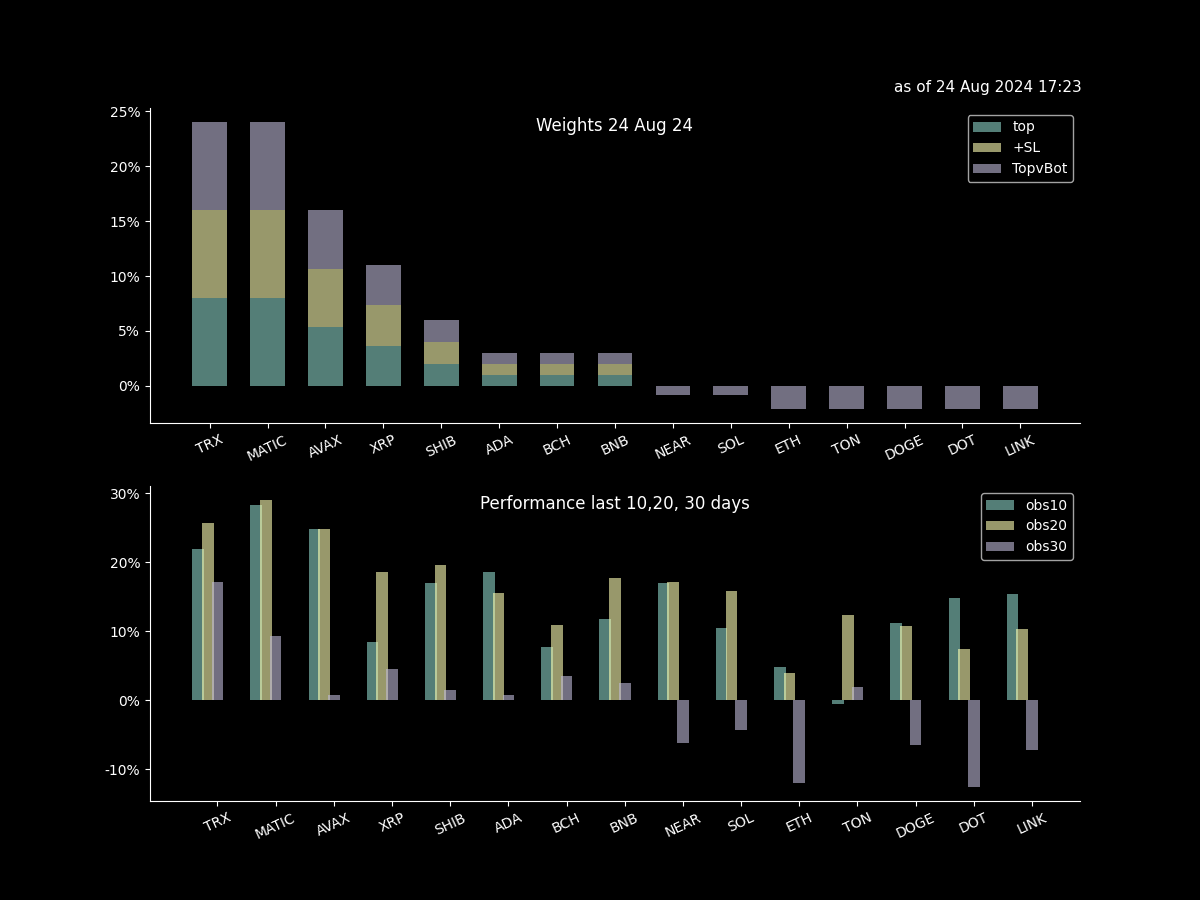 as of 24 Aug 2024 17:23
Weights 24 Aug 24
top
+SL
TopvBot
25%
20%
15%
10%
5%
0%
TRX MATIC AVAX XRP SHIB ADA BCH BNB NEAR SOL ETH TON DOGE DOT LINK
Performance last 10,20, 30 days
obs10
obs20
obs30
30%
20%
10%
0%
-10%
TRX MATIC AVAX XRP SHIB ADA BCH BNB NEAR SOL ETH TON DOGE DOT LINK